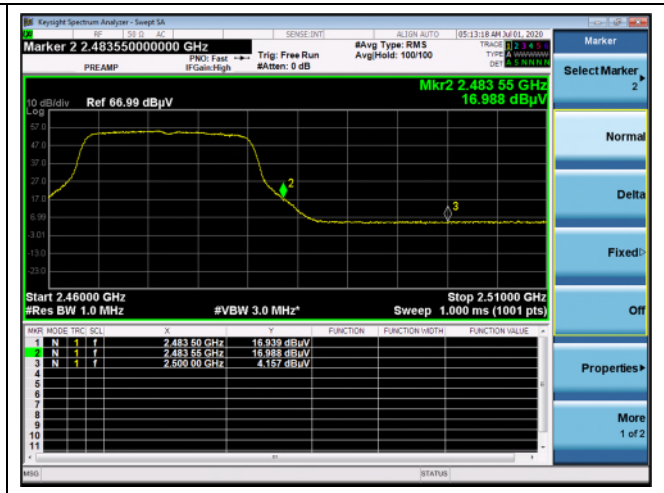 Keysight Spectrum Analyzer - Swept SA
RF 50 Ω AC SENSE:INT ALIGN AUTO 05:13:18 AM Jul 01, 2020
Marker 2 2.483550000000 GHz
PREAMP
PNO: Fast
IFGain:High
Trig: Free Run
#Atten: 0 dB
#Avg Type: RMS
Avg|Hold: 100/100
TRACE 1 2 3 4 5 6
TYPE A WWWWW
DET A S N N N N
Marker
Select Marker
2
Normal
Delta
Fixed
Off
Properties
More
1 of 2
Mkr2 2.483 55 GHz
16.988 dBµV
10 dB/div Ref 66.99 dBµV
Log
57.0
47.0
37.0
27.0
17.0
6.99
-3.01
-13.0
-23.0
2
3
Start 2.46000 GHz Stop 2.51000 GHz
#Res BW 1.0 MHz #VBW 3.0 MHz* Sweep 1.000 ms (1001 pts)
MKR MODE TRC SCL X Y FUNCTION FUNCTION WIDTH FUNCTION VALUE
1 N 1 f 2.483 50 GHz 16.939 dBµV
2 N 1 f 2.483 55 GHz 16.988 dBµV
3 N 1 f 2.500 00 GHz 4.157 dBµV
4
5
6
7
8
9
10
11
MSG STATUS